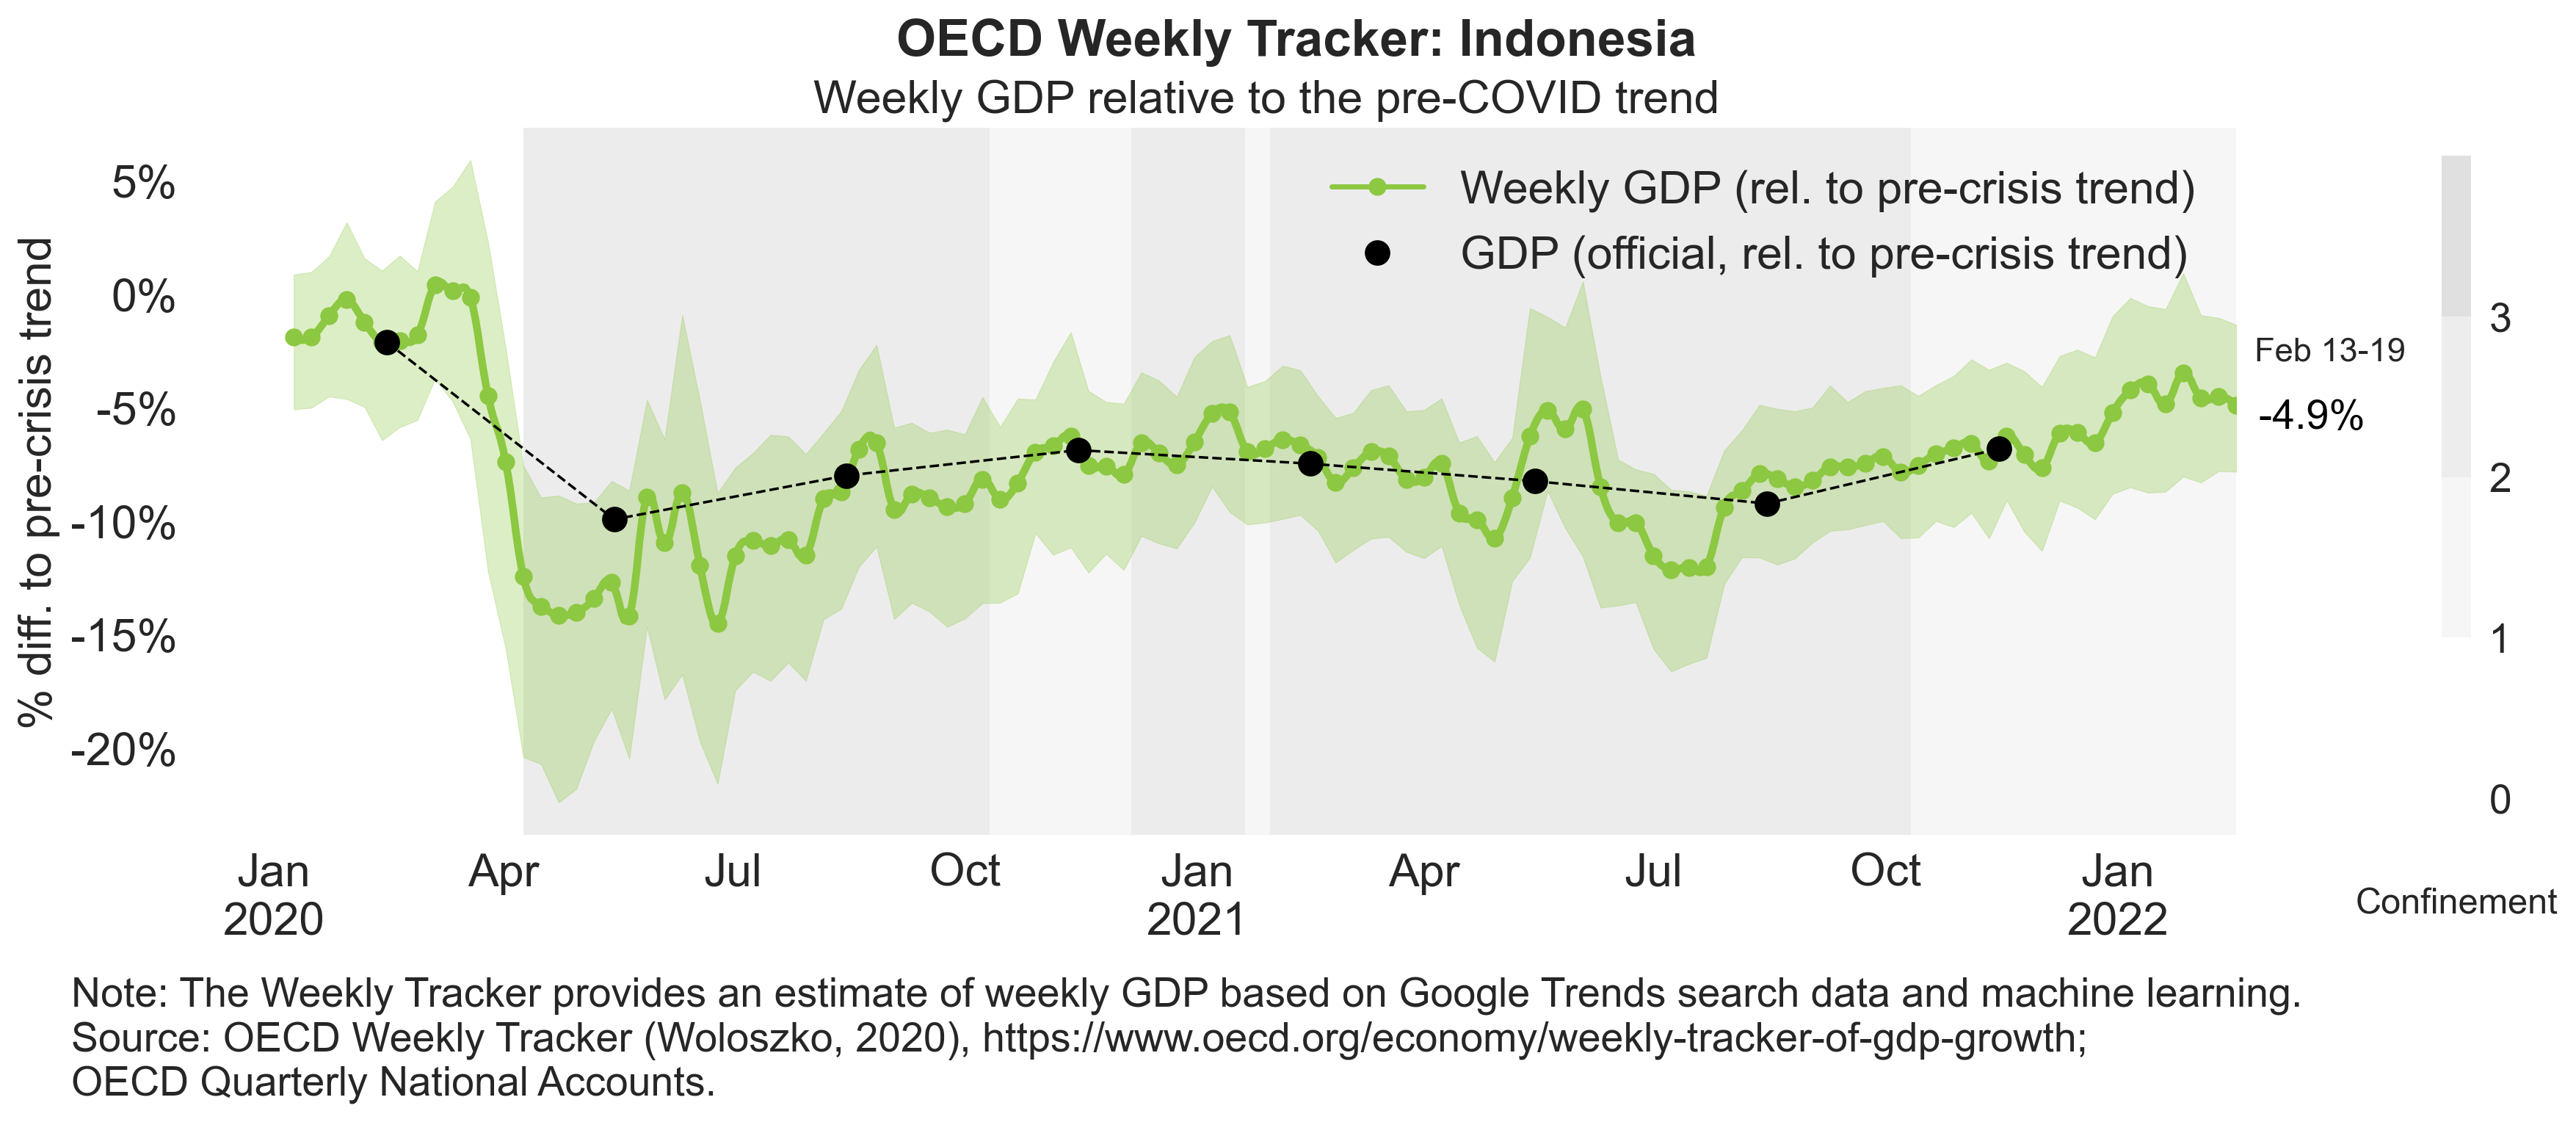 OECD Weekly Tracker: Indonesia
Weekly GDP relative to the pre-COVID trend
Weekly GDP (rel. to pre-crisis trend)
GDP (official, rel. to pre-crisis trend)
% diff. to pre-crisis trend
5%
0%
-5%
-10%
-15%
-20%
Feb 13-19
-4.9%
3
2
1
0
Confinement
Jan Apr Jul Oct Jan Apr Jul Oct Jan
2020 2021 2022
Note: The Weekly Tracker provides an estimate of weekly GDP based on Google Trends search data and machine learning.
Source: OECD Weekly Tracker (Woloszko, 2020), https://www.oecd.org/economy/weekly-tracker-of-gdp-growth;
OECD Quarterly National Accounts.